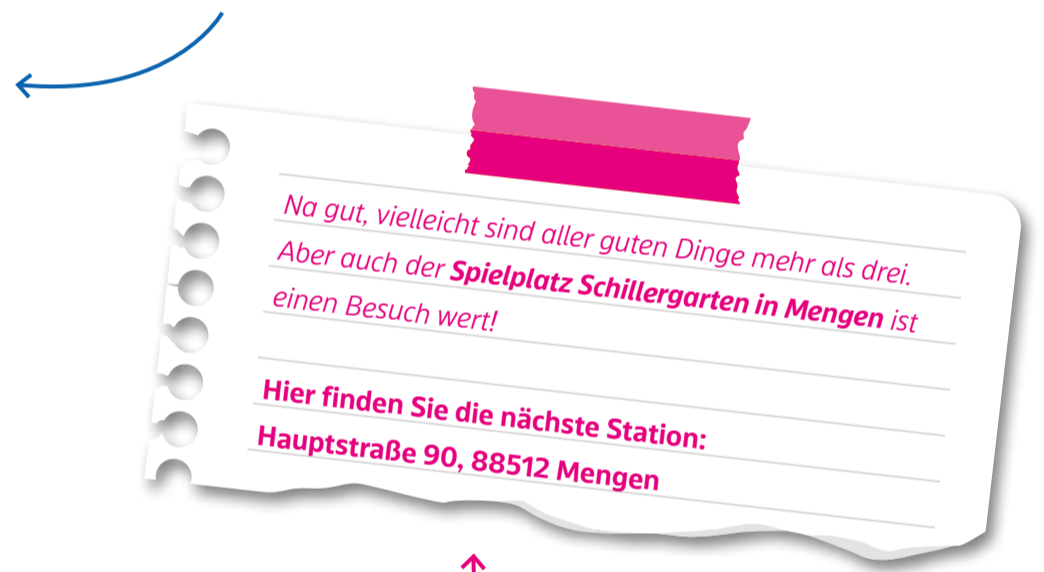 Na gut, vielleicht sind aller guten Dinge mehr als drei.
Aber auch der Spielplatz Schillergarten in Mengen ist
einen Besuch wert!
Hier finden Sie die nächste Station:
Hauptstraße 90, 88512 Mengen